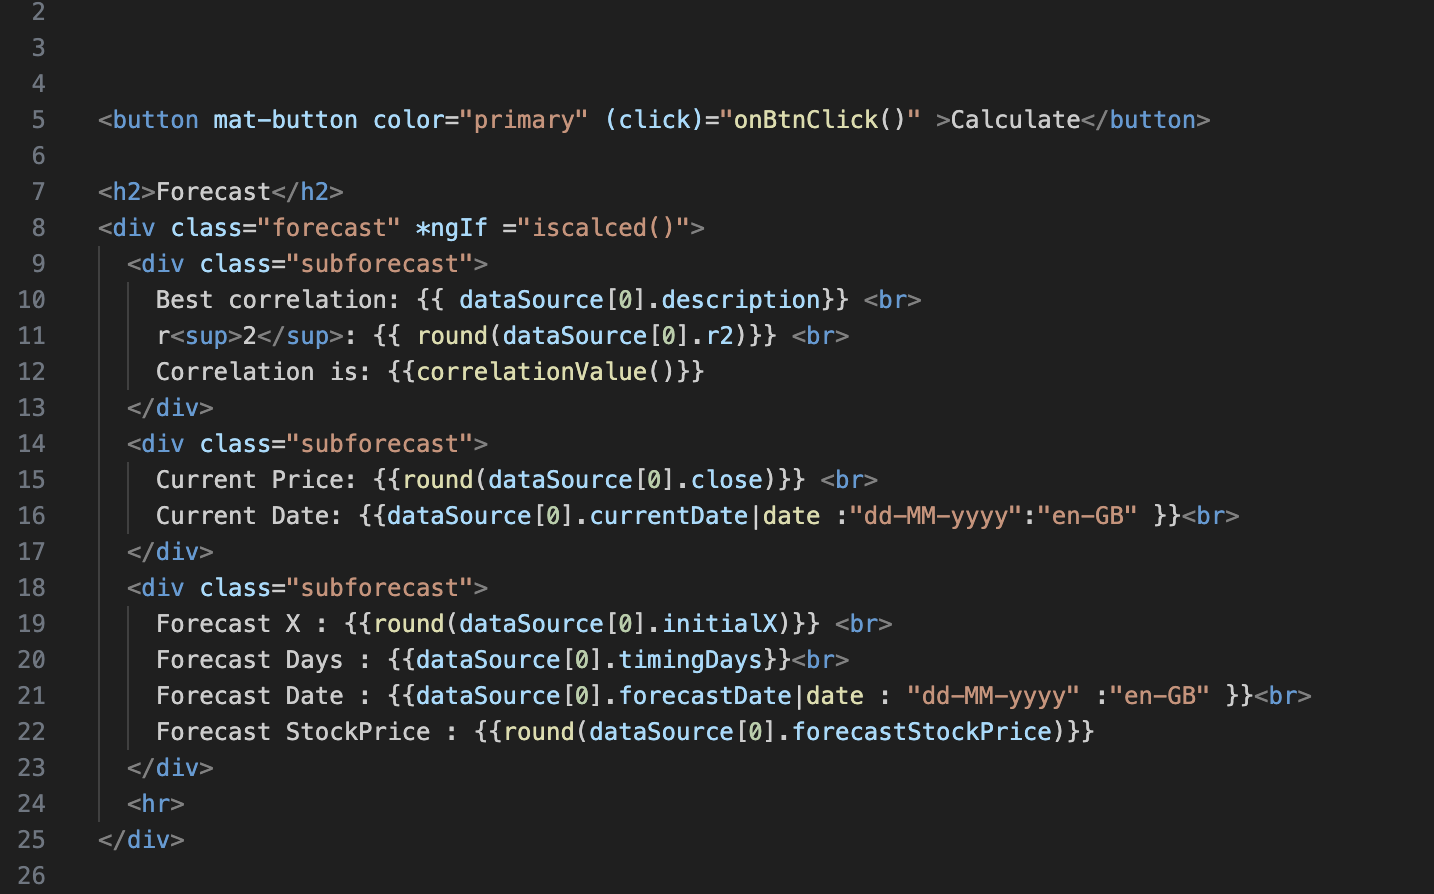 2
3
4
5 <button mat-button color="primary" (click)="onBtnClick()" >Calculate</button>
6
7 <h2>Forecast</h2>
8 <div class="forecast" *ngIf ="iscalced()">
9 <div class="subforecast">
10 Best correlation: {{ dataSource[0].description}} <br>
11 r<sup>2</sup>: {{ round(dataSource[0].r2)}} <br>
12 Correlation is: {{correlationValue()}}
13 </div>
14 <div class="subforecast">
15 Current Price: {{round(dataSource[0].close)}} <br>
16 Current Date: {{dataSource[0].currentDate|date :"dd-MM-yyyy":"en-GB" }}<br>
17 </div>
18 <div class="subforecast">
19 Forecast X : {{round(dataSource[0].initialX)}} <br>
20 Forecast Days : {{dataSource[0].timingDays}}<br>
21 Forecast Date : {{dataSource[0].forecastDate|date : "dd-MM-yyyy" :"en-GB" }}<br>
22 Forecast StockPrice : {{round(dataSource[0].forecastStockPrice)}}
23 </div>
24 <hr>
25 </div>
26